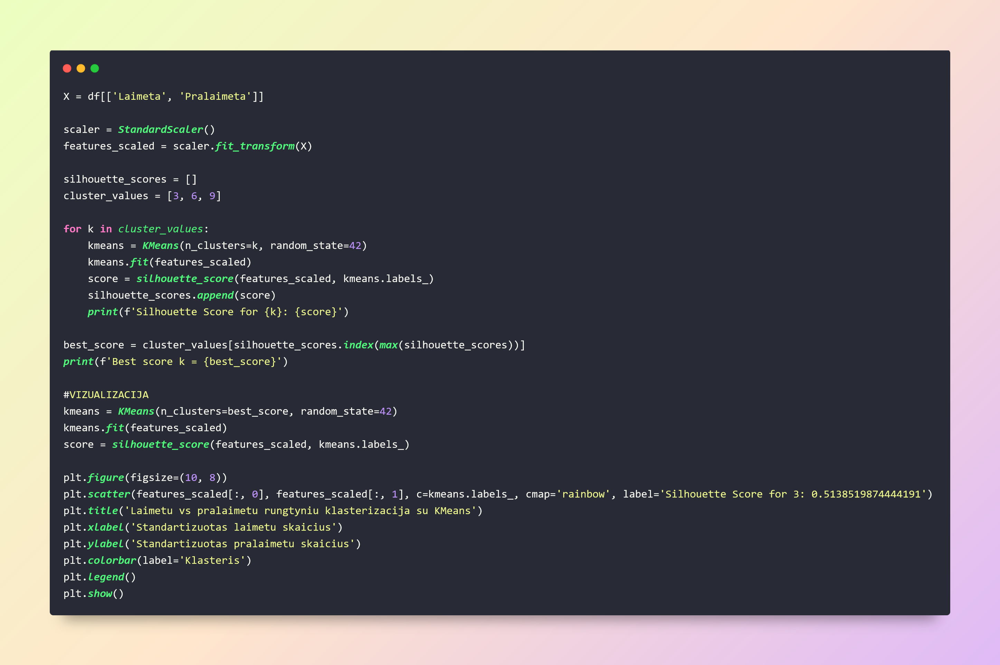 X = df[['Laimeta', 'Pralaimeta']]

scaler = StandardScaler()
features_scaled = scaler.fit_transform(X)

silhouette_scores = []
cluster_values = [3, 6, 9]

for k in cluster_values:
    kmeans = KMeans(n_clusters=k, random_state=42)
    kmeans.fit(features_scaled)
    score = silhouette_score(features_scaled, kmeans.labels_)
    silhouette_scores.append(score)
    print(f'Silhouette Score for {k}: {score}')

best_score = cluster_values[silhouette_scores.index(max(silhouette_scores))]
print(f'Best score k = {best_score}')

#VIZUALIZACIJA
kmeans = KMeans(n_clusters=best_score, random_state=42)
kmeans.fit(features_scaled)
score = silhouette_score(features_scaled, kmeans.labels_)

plt.figure(figsize=(10, 8))
plt.scatter(features_scaled[:, 0], features_scaled[:, 1], c=kmeans.labels_, cmap='rainbow', label='Silhouette Score for 3: 0.5138519874444191')
plt.title('Laimetu vs pralaimetu rungtyniu klasterizacija su KMeans')
plt.xlabel('Standartizuotas laimetu skaicius')
plt.ylabel('Standartizuotas pralaimetu skaicius')
plt.colorbar(label='Klasteris')
plt.legend()
plt.show()